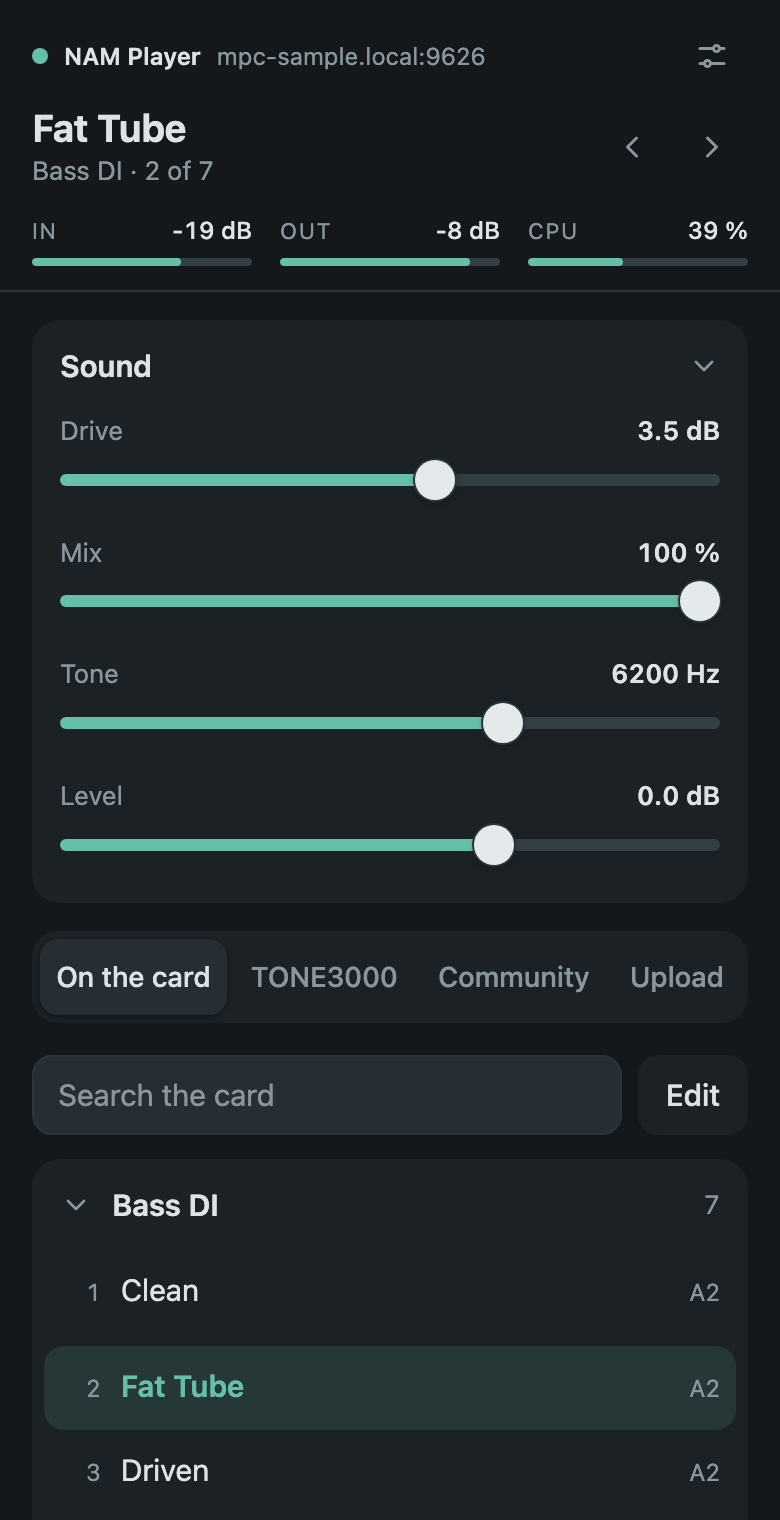 NAM Player mpc-sample.local:9626
Fat Tube
Bass DI · 2 of 7
IN -19 dB OUT -8 dB CPU 39 %
Sound
Drive 3.5 dB
Mix 100 %
Tone 6200 Hz
Level 0.0 dB
On the card TONE3000 Community Upload
Search the card Edit
Bass DI 7
1 Clean A2
2 Fat Tube A2
3 Driven A2